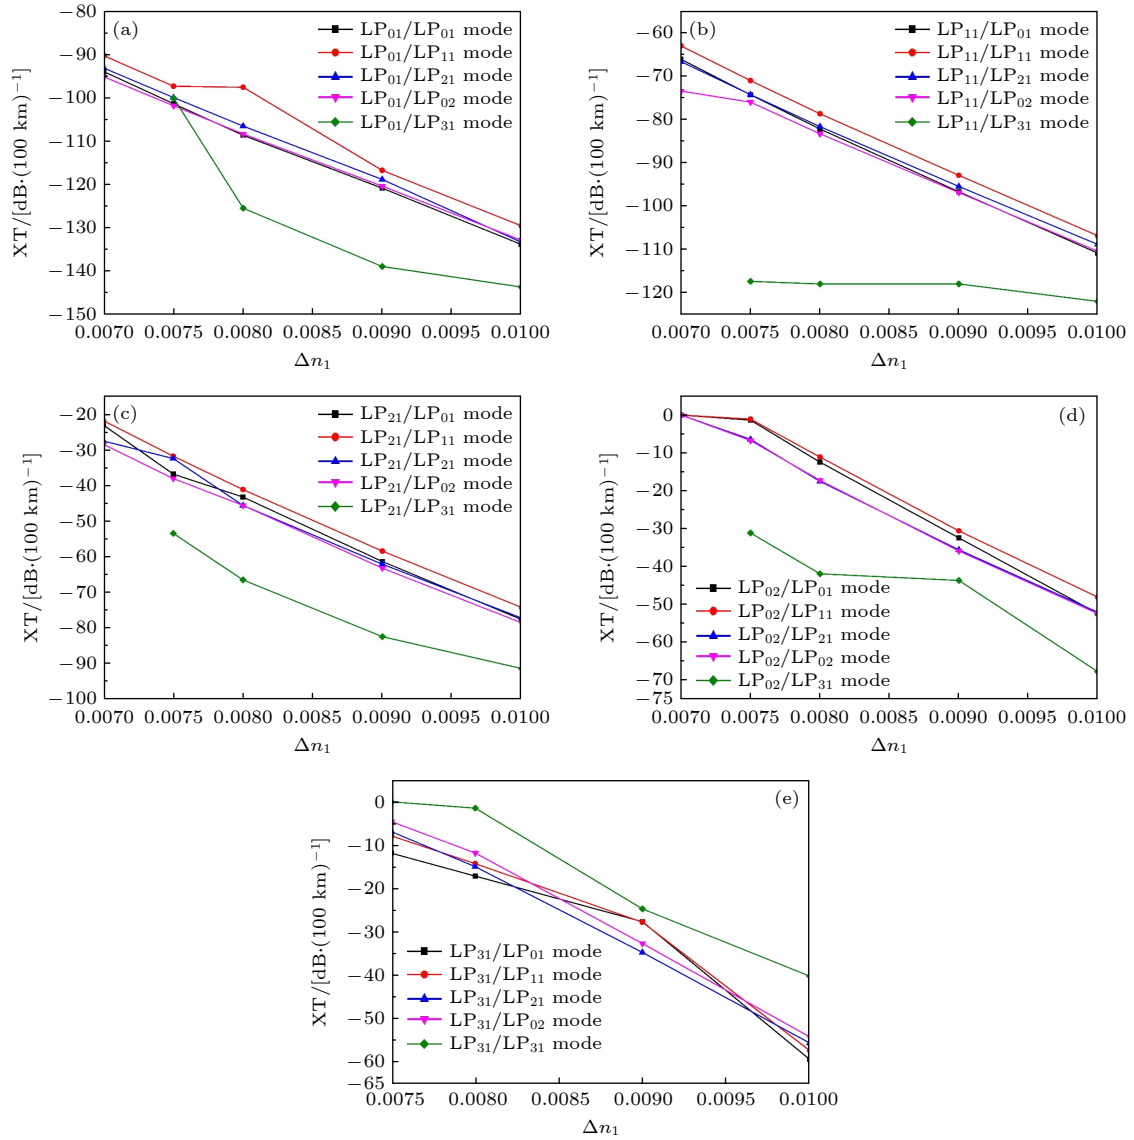 (a)
LP₀₁/LP₀₁ mode
LP₀₁/LP₁₁ mode
LP₀₁/LP₂₁ mode
LP₀₁/LP₀₂ mode
LP₀₁/LP₃₁ mode
XT/[dB·(100 km)⁻¹]
−80
−90
−100
−110
−120
−130
−140
−150
0.0070 0.0075 0.0080 0.0085 0.0090 0.0095 0.0100
Δn₁
(b)
LP₁₁/LP₀₁ mode
LP₁₁/LP₁₁ mode
LP₁₁/LP₂₁ mode
LP₁₁/LP₀₂ mode
LP₁₁/LP₃₁ mode
XT/[dB·(100 km)⁻¹]
−60
−70
−80
−90
−100
−110
−120
0.0070 0.0075 0.0080 0.0085 0.0090 0.0095 0.0100
Δn₁
(c)
LP₂₁/LP₀₁ mode
LP₂₁/LP₁₁ mode
LP₂₁/LP₂₁ mode
LP₂₁/LP₀₂ mode
LP₂₁/LP₃₁ mode
XT/[dB·(100 km)⁻¹]
−20
−30
−40
−50
−60
−70
−80
−90
−100
0.0070 0.0075 0.0080 0.0085 0.0090 0.0095 0.0100
Δn₁
(d)
LP₀₂/LP₀₁ mode
LP₀₂/LP₁₁ mode
LP₀₂/LP₂₁ mode
LP₀₂/LP₀₂ mode
LP₀₂/LP₃₁ mode
XT/[dB·(100 km)⁻¹]
0
−10
−20
−30
−40
−50
−60
−70
−75
0.0070 0.0075 0.0080 0.0085 0.0090 0.0095 0.0100
Δn₁
(e)
LP₃₁/LP₀₁ mode
LP₃₁/LP₁₁ mode
LP₃₁/LP₂₁ mode
LP₃₁/LP₀₂ mode
LP₃₁/LP₃₁ mode
XT/[dB·(100 km)⁻¹]
0
−10
−20
−30
−40
−50
−60
−65
0.0075 0.0080 0.0085 0.0090 0.0095 0.0100
Δn₁